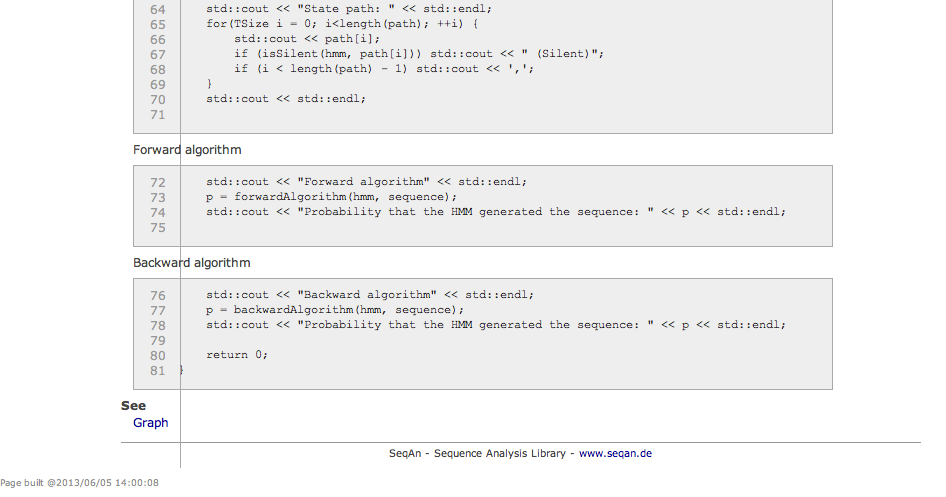 64 std::cout << "State path: " << std::endl;
65 for(TSize i = 0; i<length(path); ++i) {
66 std::cout << path[i];
67 if (isSilent(hmm, path[i])) std::cout << " (Silent)";
68 if (i < length(path) - 1) std::cout << ',';
69 }
70 std::cout << std::endl;
71
Forward algorithm
72 std::cout << "Forward algorithm" << std::endl;
73 p = forwardAlgorithm(hmm, sequence);
74 std::cout << "Probability that the HMM generated the sequence: " << p << std::endl;
75
Backward algorithm
76 std::cout << "Backward algorithm" << std::endl;
77 p = backwardAlgorithm(hmm, sequence);
78 std::cout << "Probability that the HMM generated the sequence: " << p << std::endl;
79
80 return 0;
81 }
See
Graph
SeqAn - Sequence Analysis Library - www.seqan.de
Page built @2013/06/05 14:00:08